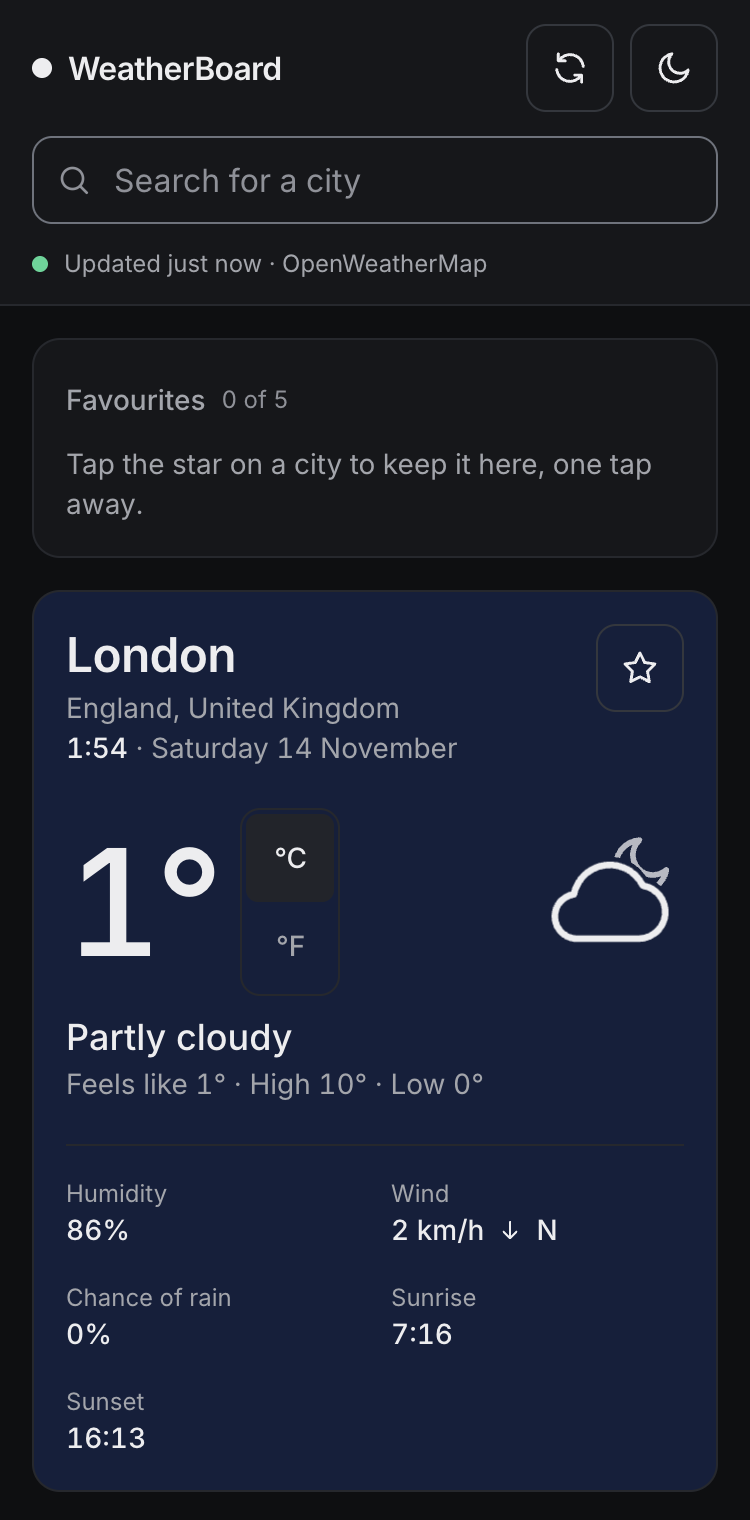 WeatherBoard
Search for a city
Updated just now · OpenWeatherMap
Favourites 0 of 5
Tap the star on a city to keep it here, one tap
away.
London
England, United Kingdom
1:54 · Saturday 14 November
1°
°C
°F
Partly cloudy
Feels like 1° · High 10° · Low 0°
Humidity
86%
Wind
2 km/h ↓ N
Chance of rain
0%
Sunrise
7:16
Sunset
16:13